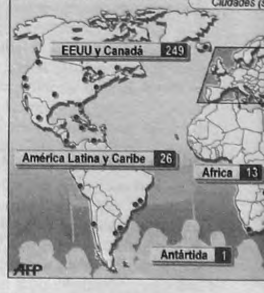 Ciudades
EEUU y Canadá 249
América Latina y Caribe 26
Africa 13
Antártida 1
AFP